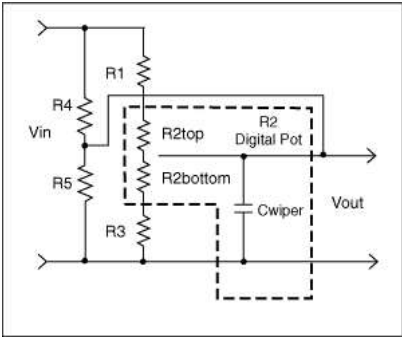 R1
R4
R2
Digital Pot
Vin
R2top
R5
R2bottom
Cwiper
Vout
R3